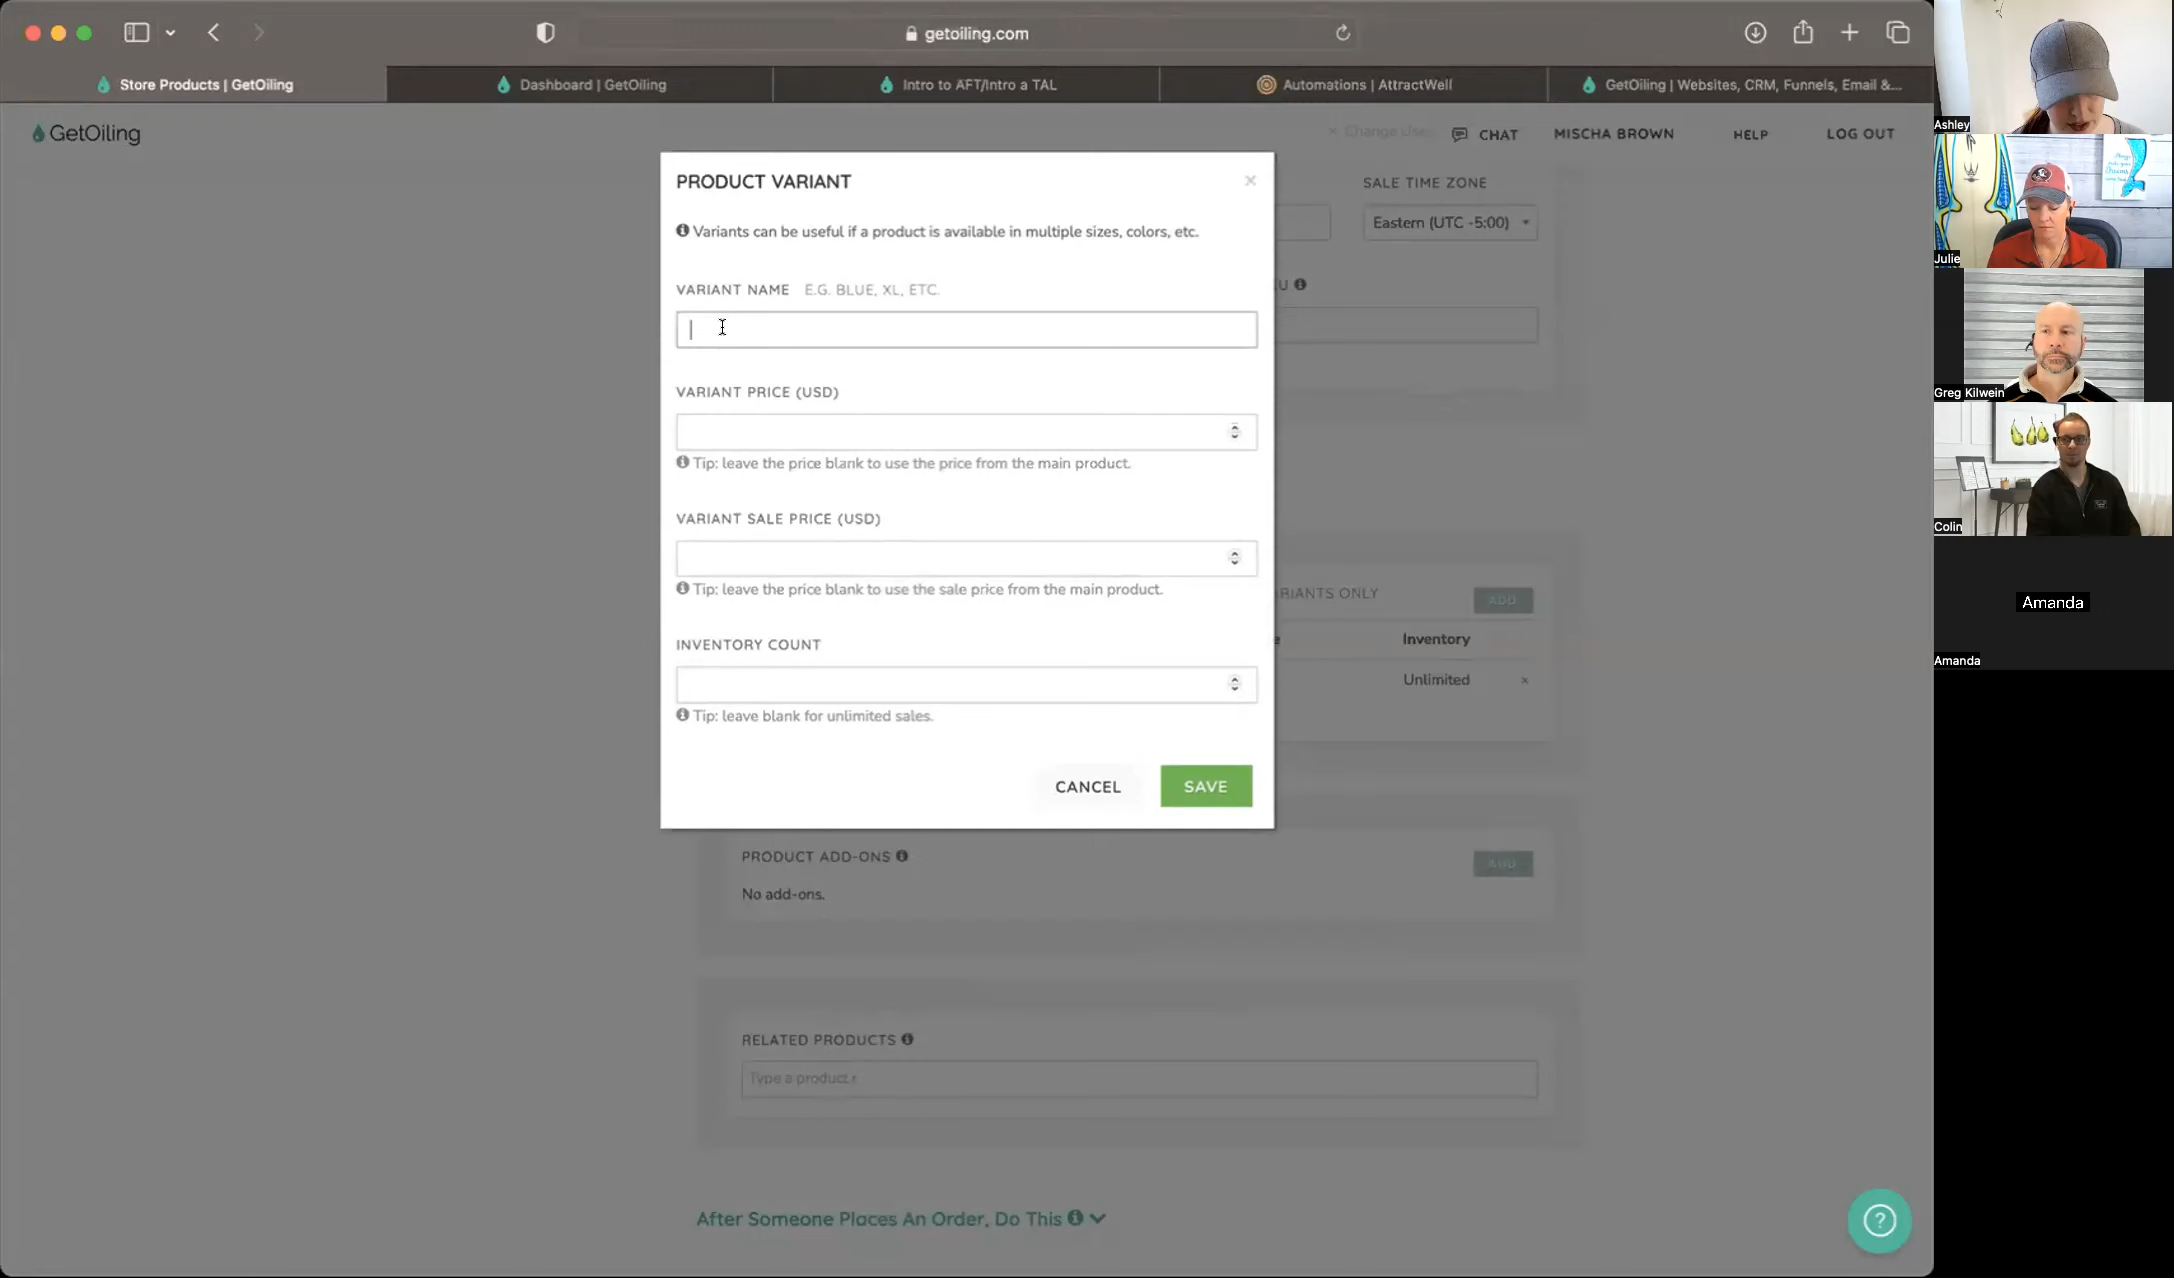 getoiling.com
Store Products | GetOiling
Dashboard | GetOiling
Intro to AFT/Intro a TAL
Automations | AttractWell
GetOiling | Websites, CRM, Funnels, Email &...
GetOiling
× Change Use
CHAT
MISCHA BROWN
HELP
LOG OUT
PRODUCT VARIANT
×
SALE TIME ZONE
Eastern (UTC -5:00)
Variants can be useful if a product is available in multiple sizes, colors, etc.
VARIANT NAME E.G. BLUE, XL, ETC.
U
VARIANT PRICE (USD)
Tip: leave the price blank to use the price from the main product.
VARIANT SALE PRICE (USD)
Tip: leave the price blank to use the sale price from the main product.
RIANTS ONLY
ADD
INVENTORY COUNT
e
Inventory
Unlimited ×
Tip: leave blank for unlimited sales.
CANCEL
SAVE
PRODUCT ADD-ONS
ADD
No add-ons.
RELATED PRODUCTS
Type a product.
After Someone Places An Order, Do This
?
Ashley
Julie
Greg Kilwein
Colin
Amanda
Amanda